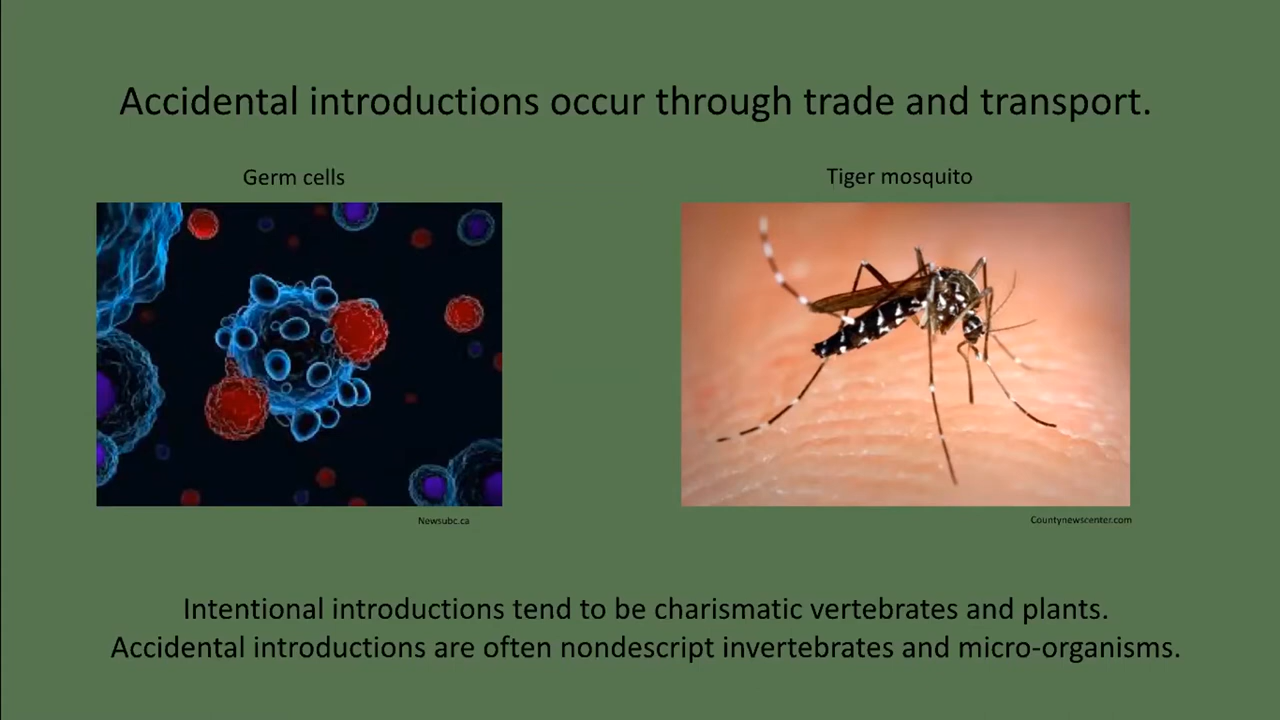 Accidental introductions occur through trade and transport.
Germ cells
Tiger mosquito
Newsubc.ca
Countynewscenter.com
Intentional introductions tend to be charismatic vertebrates and plants.
Accidental introductions are often nondescript invertebrates and micro-organisms.